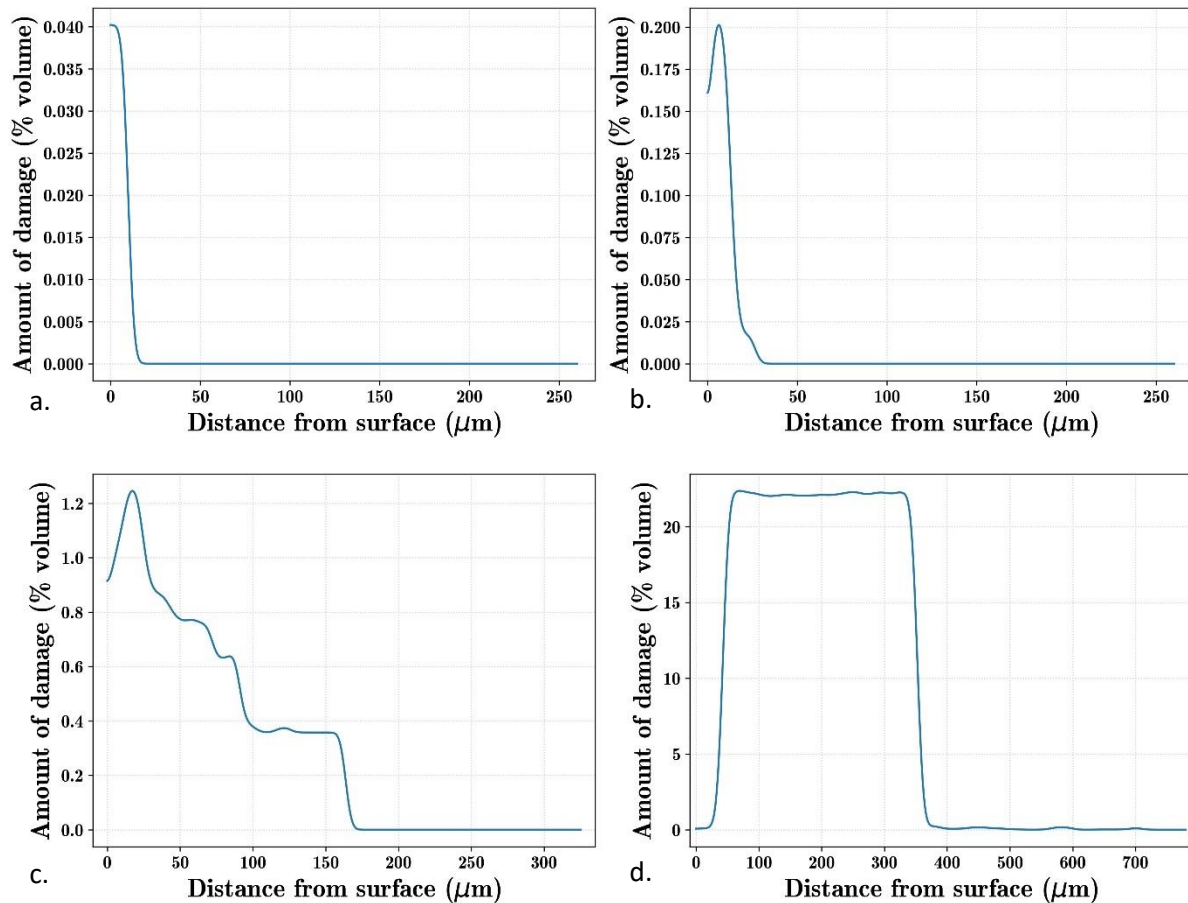 Amount of damage (% volume)
0.040
0.035
0.030
0.025
0.020
0.015
0.010
0.005
0.000
0 50 100 150 200 250
a.
Distance from surface (μm)
Amount of damage (% volume)
0.200
0.175
0.150
0.125
0.100
0.075
0.050
0.025
0.000
0 50 100 150 200 250
b.
Distance from surface (μm)
Amount of damage (% volume)
1.2
1.0
0.8
0.6
0.4
0.2
0.0
0 50 100 150 200 250 300
c.
Distance from surface (μm)
Amount of damage (% volume)
20
15
10
5
0
0 100 200 300 400 500 600 700
d.
Distance from surface (μm)